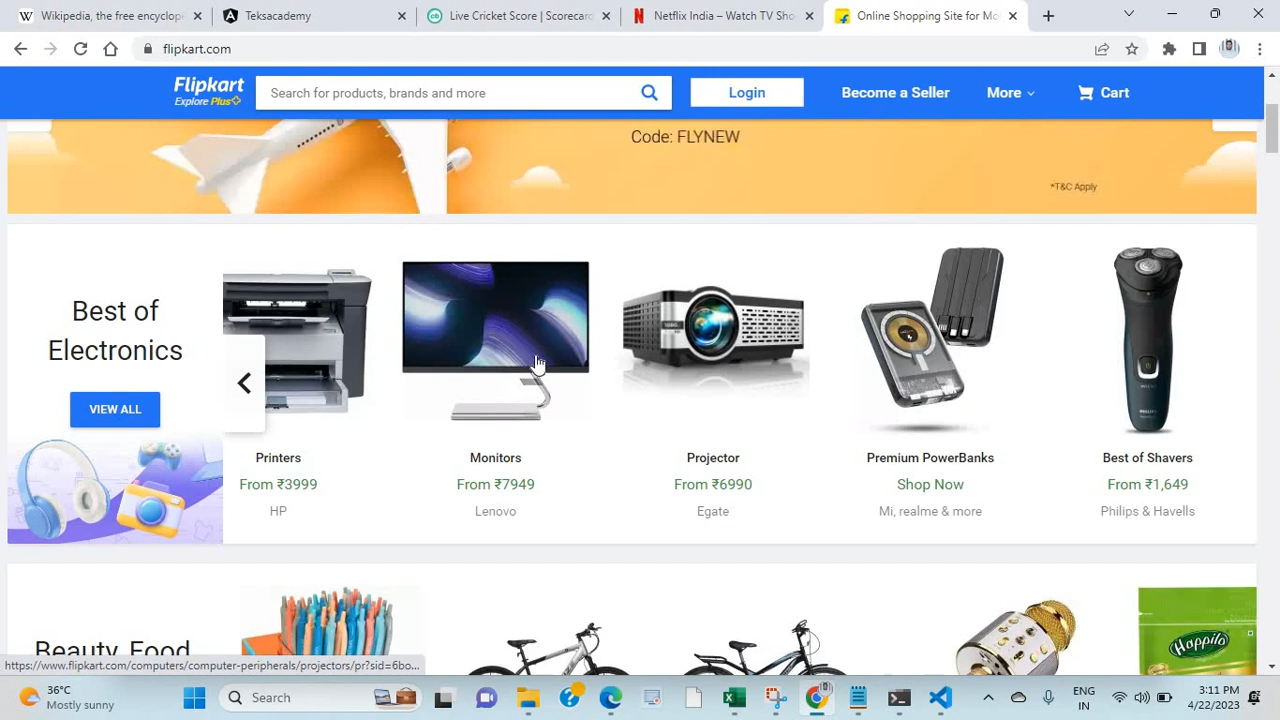 Wikipedia, the free encyclope
Teksacademy
Live Cricket Score | Scorecar
Netflix India – Watch TV Sho
Online Shopping Site for Mo
flipkart.com
Flipkart
Explore Plus
Search for products, brands and more
Login
Become a Seller
More
Cart
Code: FLYNEW
*T&C Apply
Best of
Electronics
VIEW ALL
Printers
From ₹3999
HP
Monitors
From ₹7949
Lenovo
Projector
From ₹6990
Egate
Premium PowerBanks
Shop Now
Mi, realme & more
Best of Shavers
From ₹1,649
Philips & Havells
Beauty, Food
Happilo
https://www.flipkart.com/computers/computer-peripherals/projectors/pr?sid=6bo...
36°C
Mostly sunny
Search
ENG
IN
3:11 PM
4/22/2023